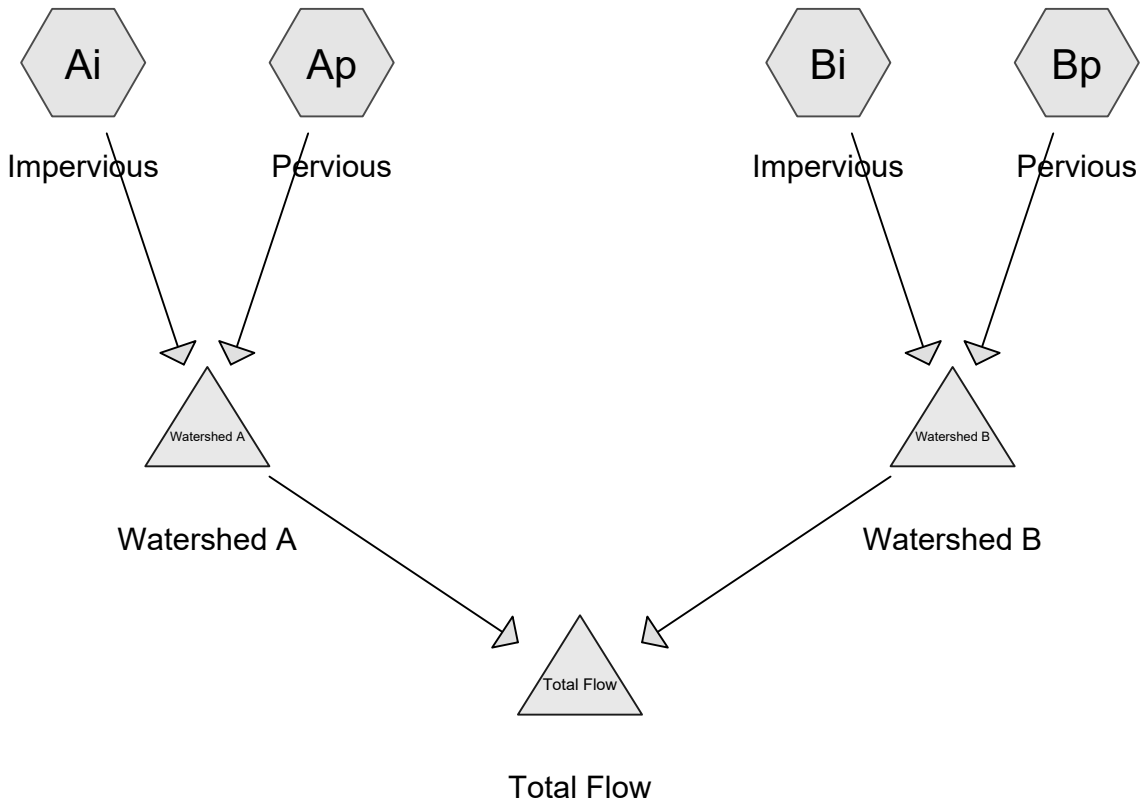 Ai
Ap
Bi
Bp
Impervious
Pervious
Impervious
Pervious
Watershed A
Watershed B
Watershed A
Watershed B
Total Flow
Total Flow